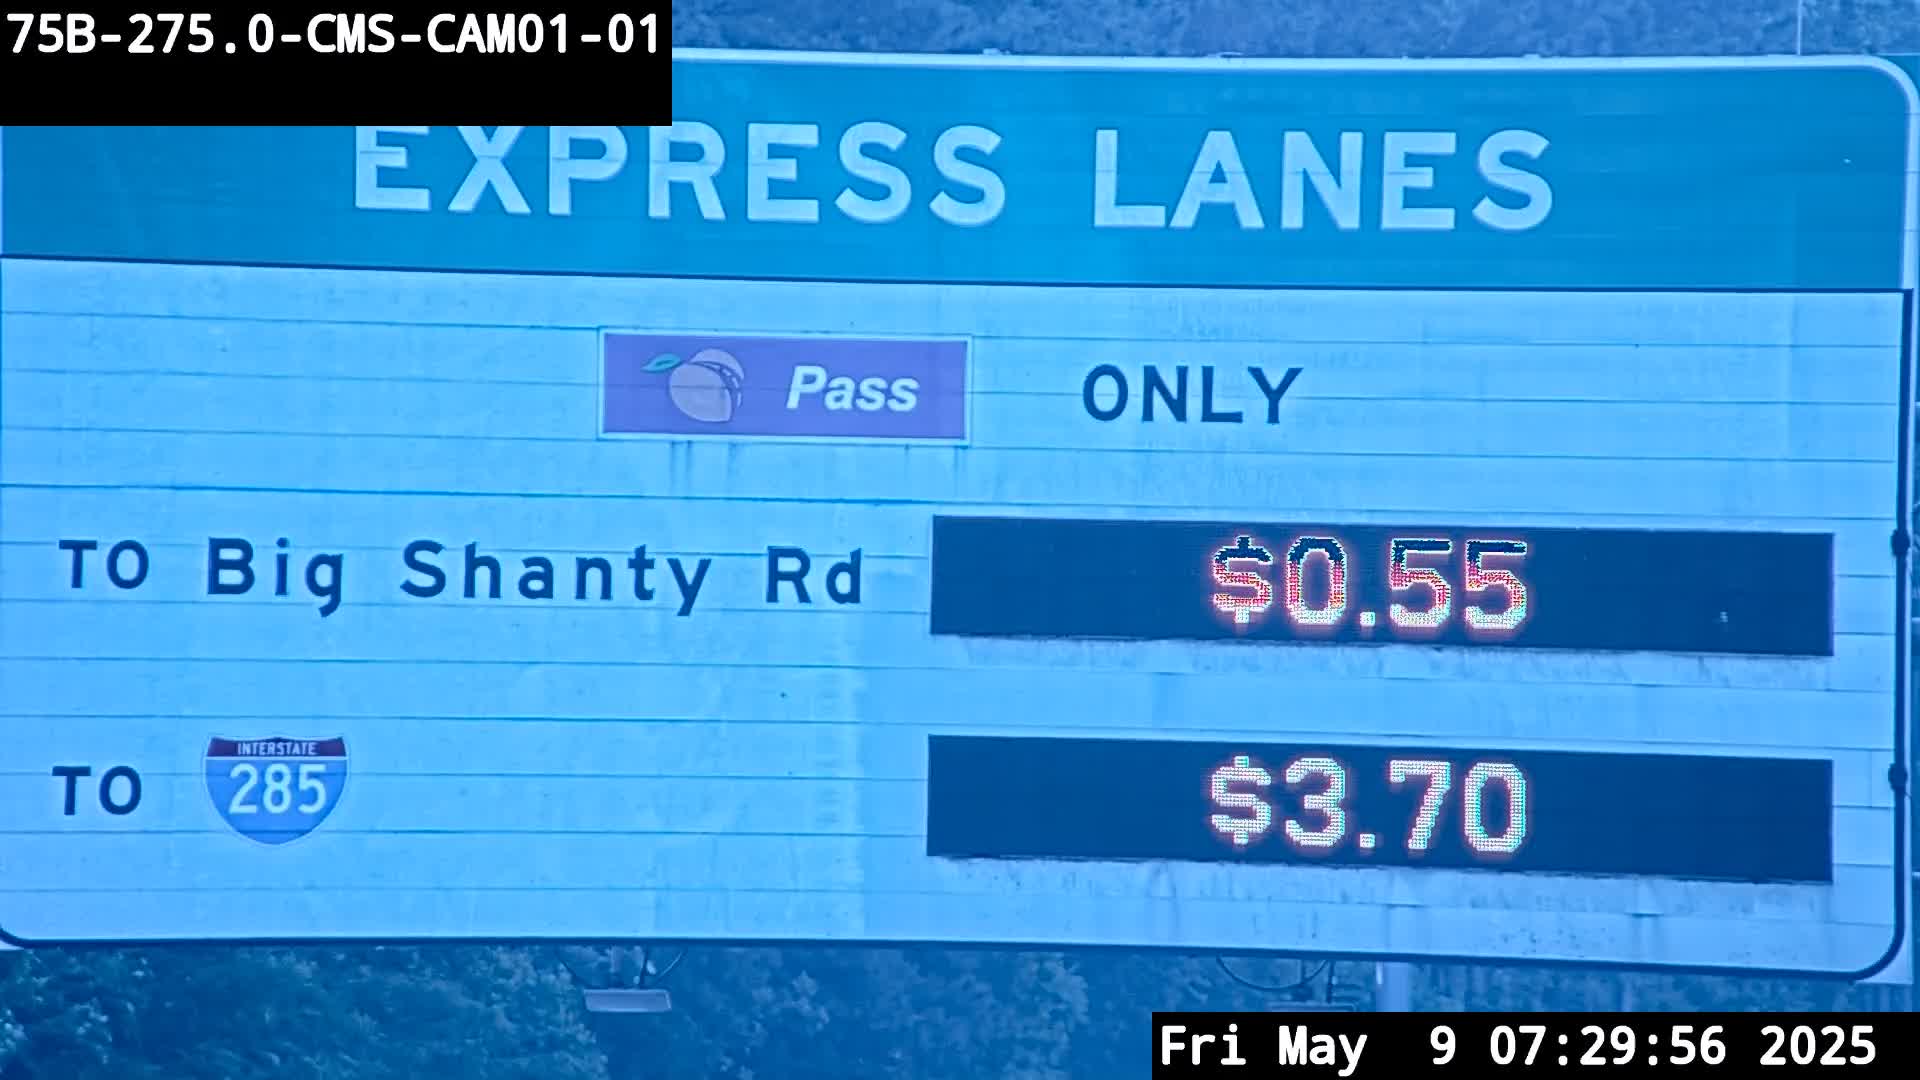 75B-275.0-CMS-CAM01-01
EXPRESS LANES
Pass ONLY
TO Big Shanty Rd $0.55
INTERSTATE
TO 285 $3.70
Fri May 9 07:29:56 2025